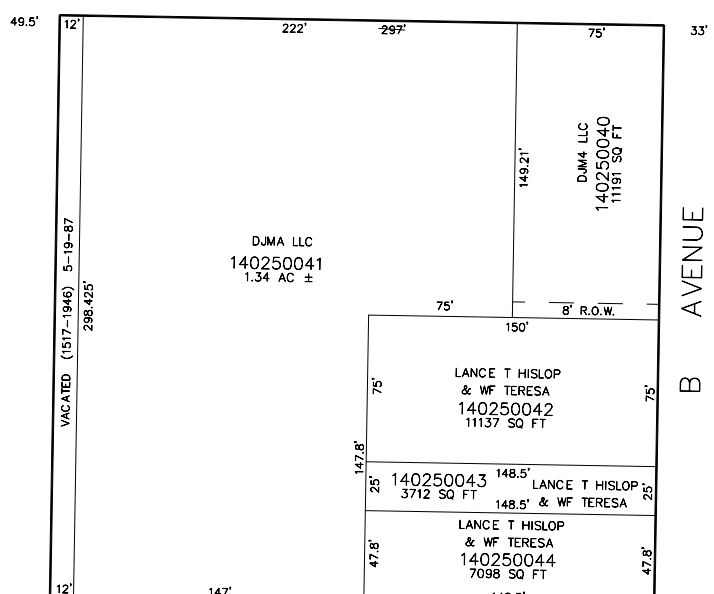 49.5'
12'
222'
297'
75'
33'
149.21'
DJM4 LLC
140250040
11191 SQ FT
B AVENUE
VACATED (1517-1946) 5-19-87
298.425'
DJMA LLC
140250041
1.34 AC ±
75'
8' R.O.W.
150'
LANCE T HISLOP
& WF TERESA
140250042
11137 SQ FT
75'
75'
147.8'
148.5'
140250043
3712 SQ FT
25'
LANCE T HISLOP
& WF TERESA
25'
148.5'
LANCE T HISLOP
& WF TERESA
140250044
7098 SQ FT
47.8'
47.8'
12'
147'